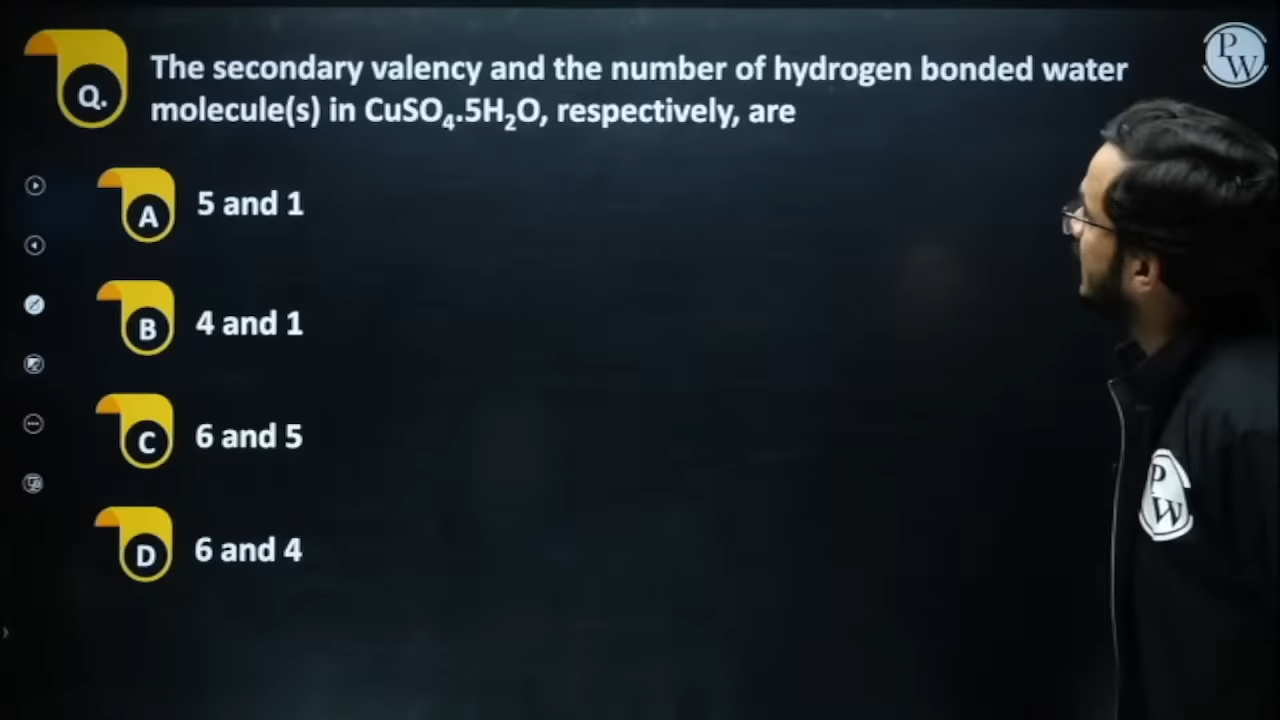 PW
Q.
The secondary valency and the number of hydrogen bonded water
molecule(s) in CuSO₄.5H₂O, respectively, are
A 5 and 1
B 4 and 1
C 6 and 5
D 6 and 4
PW